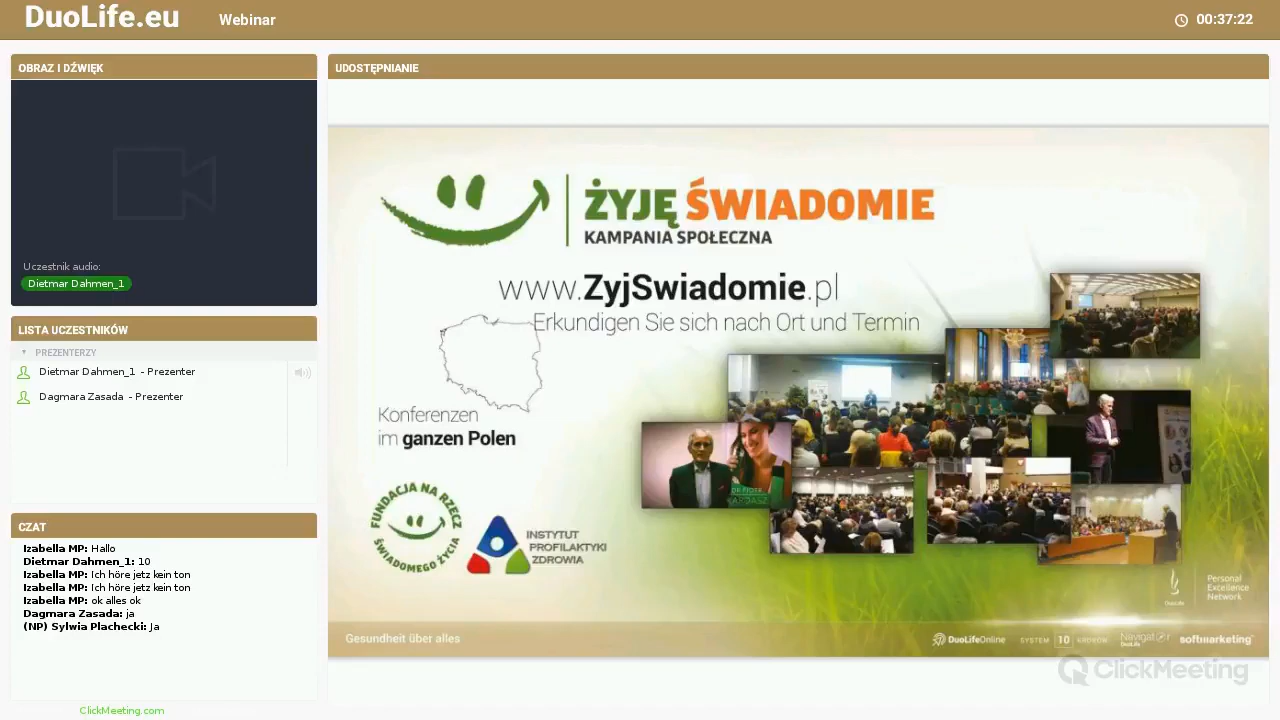 DuoLife.eu
Webinar
00:37:22
OBRAZ I DŹWIĘK
Uczestnik audio:
Dietmar Dahmen_1
LISTA UCZESTNIKÓW
PREZENTERZY
Dietmar Dahmen_1 - Prezenter
Dagmara Zasada - Prezenter
CZAT
Izabella MP: Hallo
Dietmar Dahmen_1: 10
Izabella MP: Ich höre jetz kein ton
Izabella MP: Ich höre jetz kein ton
Izabella MP: ok alles ok
Dagmara Zasada: ja
(NP) Sylwia Plachecki: Ja
ClickMeeting.com
UDOSTĘPNIANIE
ŻYJĘ ŚWIADOMIE
KAMPANIA SPOŁECZNA
www.ZyjSwiadomie.pl
Erkundigen Sie sich nach Ort und Termin
Konferenzen
im ganzen Polen
FUNDACJA NA RZECZ
ŚWIADOMEGO ŻYCIA
INSTYTUT
PROFILAKTYKI
ZDROWIA
DuoLife
Personal
Excellence
Network
Gesundheit über alles
DuoLifeOnline
SYSTEM 10 KROKÓW
Navigator
DuoLife
softmarketing
ClickMeeting